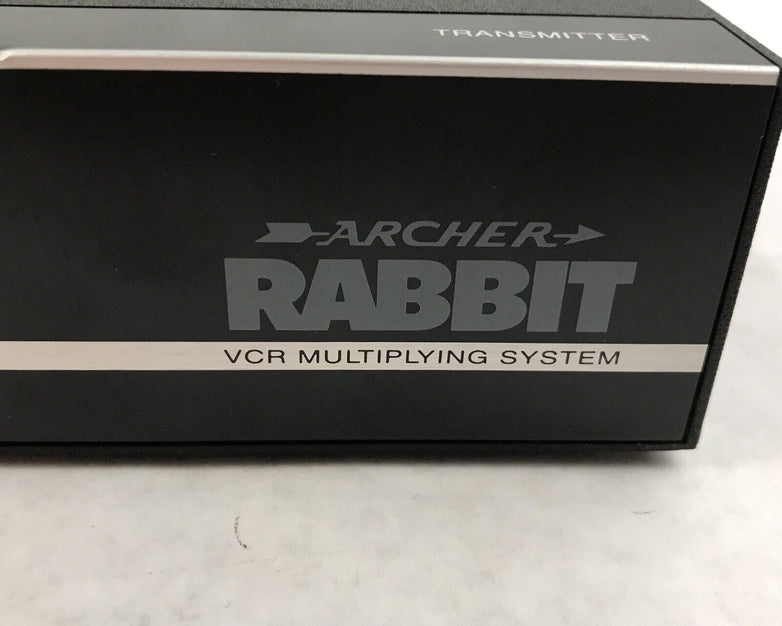 TRANSMITTER
ARCHER
RABBIT
VCR MULTIPLYING SYSTEM